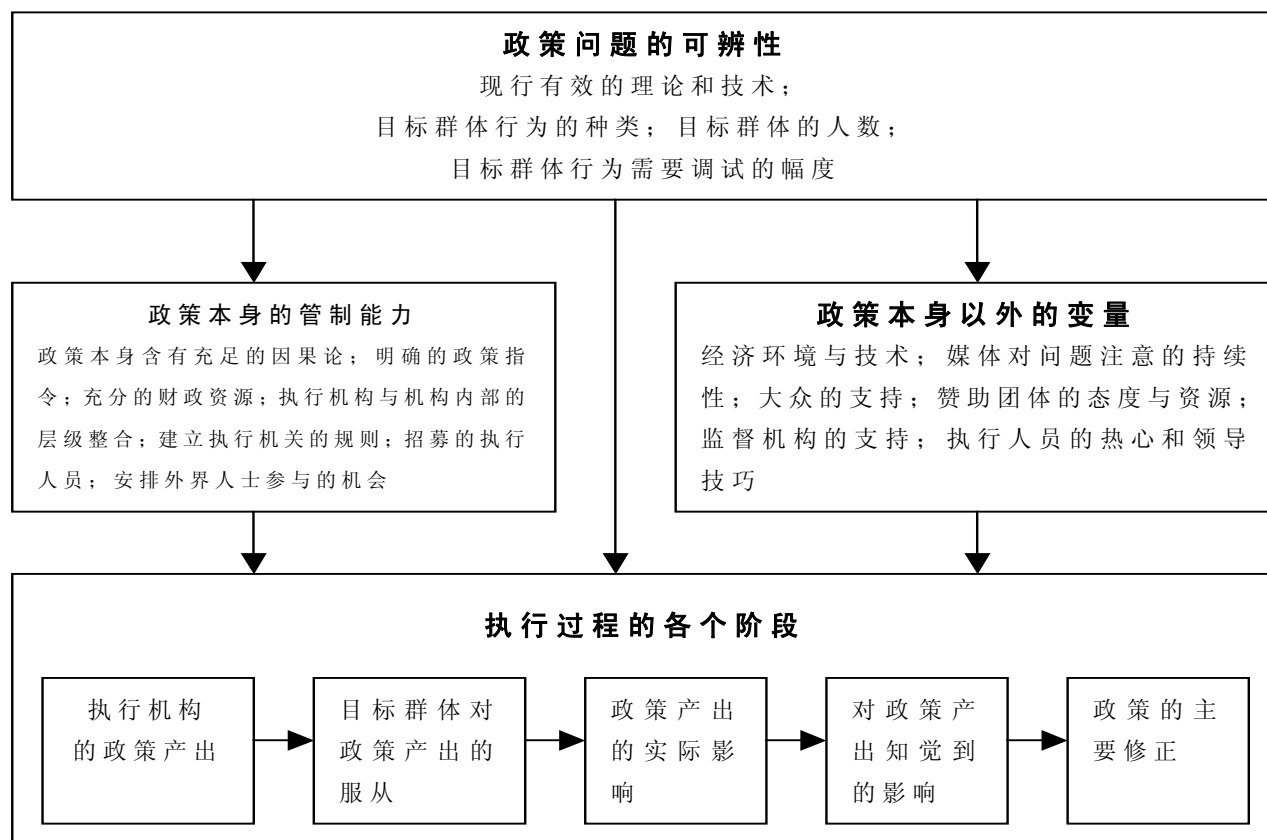 政策问题的可辨性
现行有效的理论和技术；
目标群体行为的种类；目标群体的人数；
目标群体行为需要调试的幅度
政策本身的管制能力
政策本身含有充足的因果论；明确的政策指
令；充分的财政资源；执行机构与机构内部的
层级整合；建立执行机关的规则；招募的执行
人员；安排外界人士参与的机会
政策本身以外的变量
经济环境与技术；媒体对问题注意的持续
性；大众的支持；赞助团体的态度与资源；
监督机构的支持；执行人员的热心和领导
技巧
执行过程的各个阶段
执行机构
的政策产出
目标群体对
政策产出的
服从
政策产出
的实际影
响
对政策产
出知觉到
的影响
政策的主
要修正